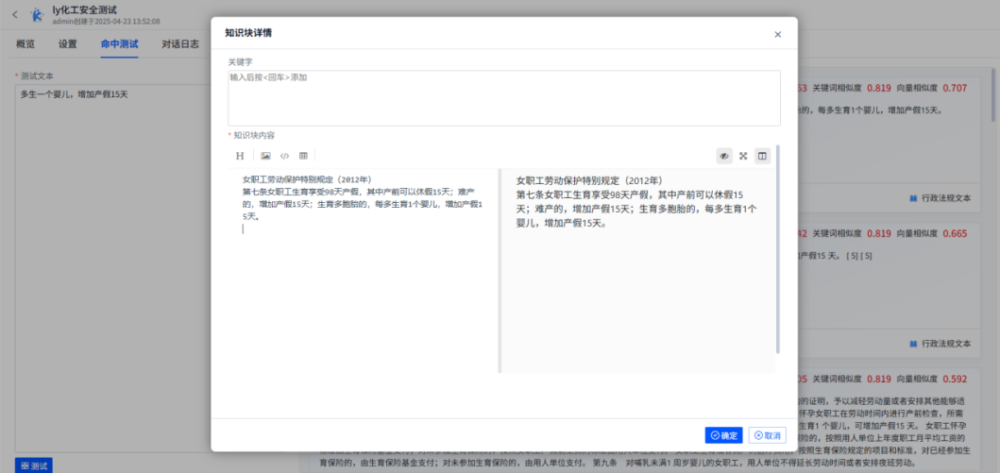 ly化工安全测试
admin创建于2025-04-23 13:52:08
概览
设置
命中测试
对话日志
* 测试文本
多生一个婴儿，增加产假15天
测试
知识块详情
关键字
输入后按<回车>添加
* 知识块内容
H
女职工劳动保护特别规定（2012年）
第七条女职工生育享受98天产假，其中产前可以休假15天；难产
的，增加产假15天；生育多胞胎的，每多生育1个婴儿，增加产假1
5天。
女职工劳动保护特别规定（2012年）
第七条女职工生育享受98天产假，其中产前可以休假15
天；难产的，增加产假15天；生育多胞胎的，每多生育1个
婴儿，增加产假15天。
确定
取消
63 关键词相似度 0.819 向量相似度 0.707
的，每多生育1个婴儿，增加产假15天。
行政法规文本
42 关键词相似度 0.819 向量相似度 0.665
产假15 天。 [ 5] [ 5]
行政法规文本
05 关键词相似度 0.819 向量相似度 0.592
的证明，予以减轻劳动量或者安排其他能够适
怀孕女职工在劳动时间内进行产前检查，所需
生育1 个婴儿，可增加产假15 天。 女职工怀孕
险的，按照用人单位上年度职工月平均工资的
按照生育保险规定的项目和标准，对已经参加生
育保险的，由生育保险基金支付；对未参加生育保险的，由用人单位支付。 第九条 对哺乳未满1 周岁婴儿的女职工，用人单位不得延长劳动时间或者安排夜班劳动。